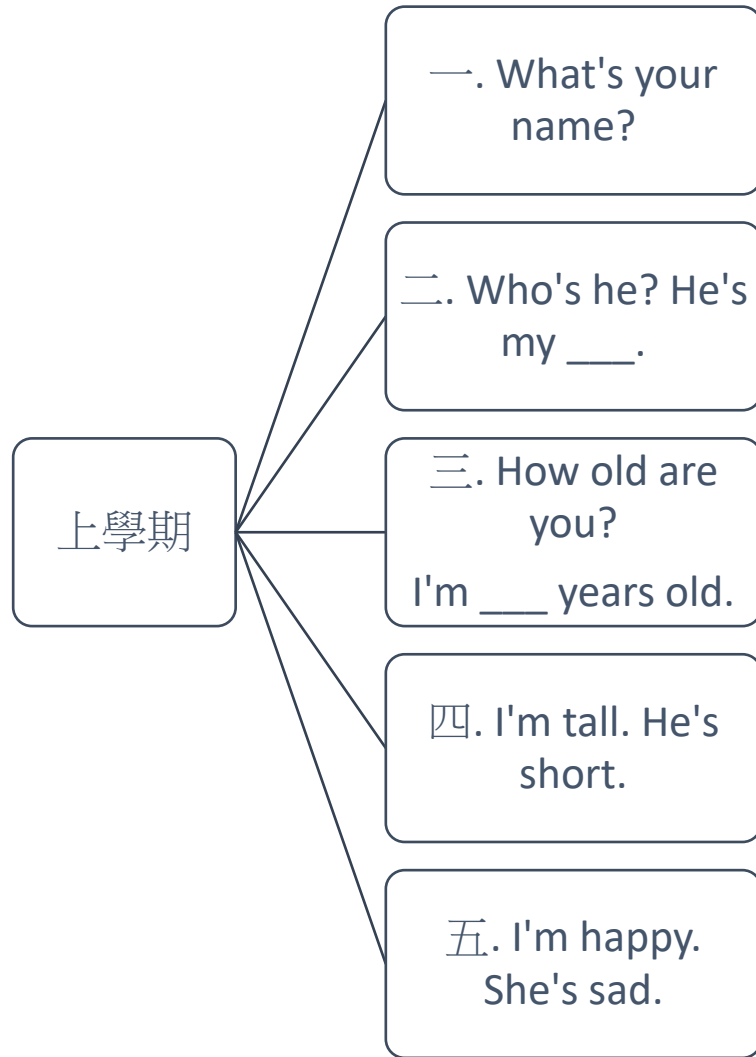 上學期
一. What's your
name?
二. Who's he? He's
my ___.
三. How old are
you?
I'm ___ years old.
四. I'm tall. He's
short.
五. I'm happy.
She's sad.